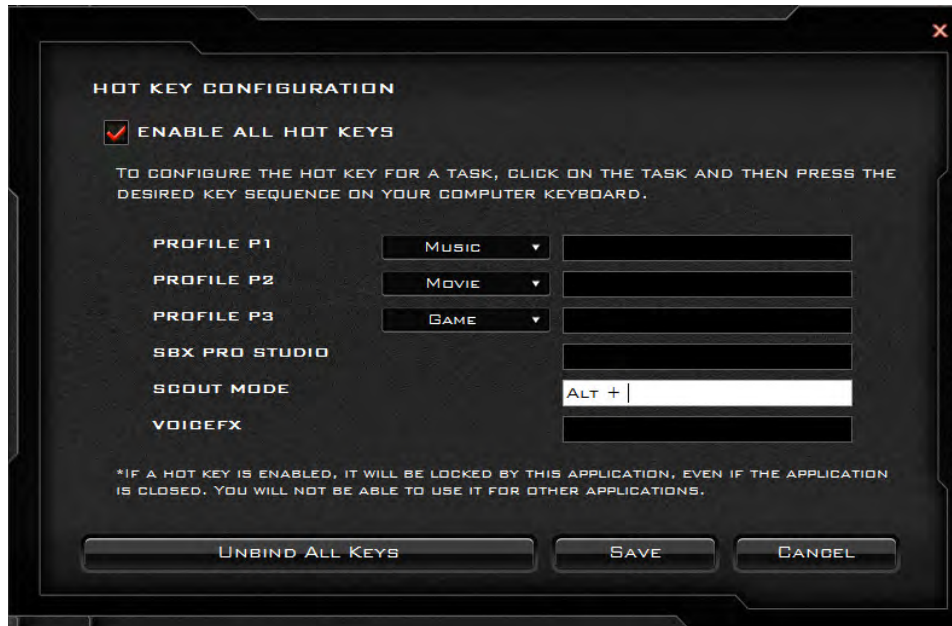 HOT KEY CONFIGURATION
ENABLE ALL HOT KEYS
TO CONFIGURE THE HOT KEY FOR A TASK, CLICK ON THE TASK AND THEN PRESS THE
DESIRED KEY SEQUENCE ON YOUR COMPUTER KEYBOARD.
PROFILE P1 MUSIC
PROFILE P2 MOVIE
PROFILE P3 GAME
SBX PRO STUDIO
SCOUT MODE ALT +
VOICEFX
*IF A HOT KEY IS ENABLED, IT WILL BE LOCKED BY THIS APPLICATION, EVEN IF THE APPLICATION
IS CLOSED. YOU WILL NOT BE ABLE TO USE IT FOR OTHER APPLICATIONS.
UNBIND ALL KEYS SAVE CANCEL